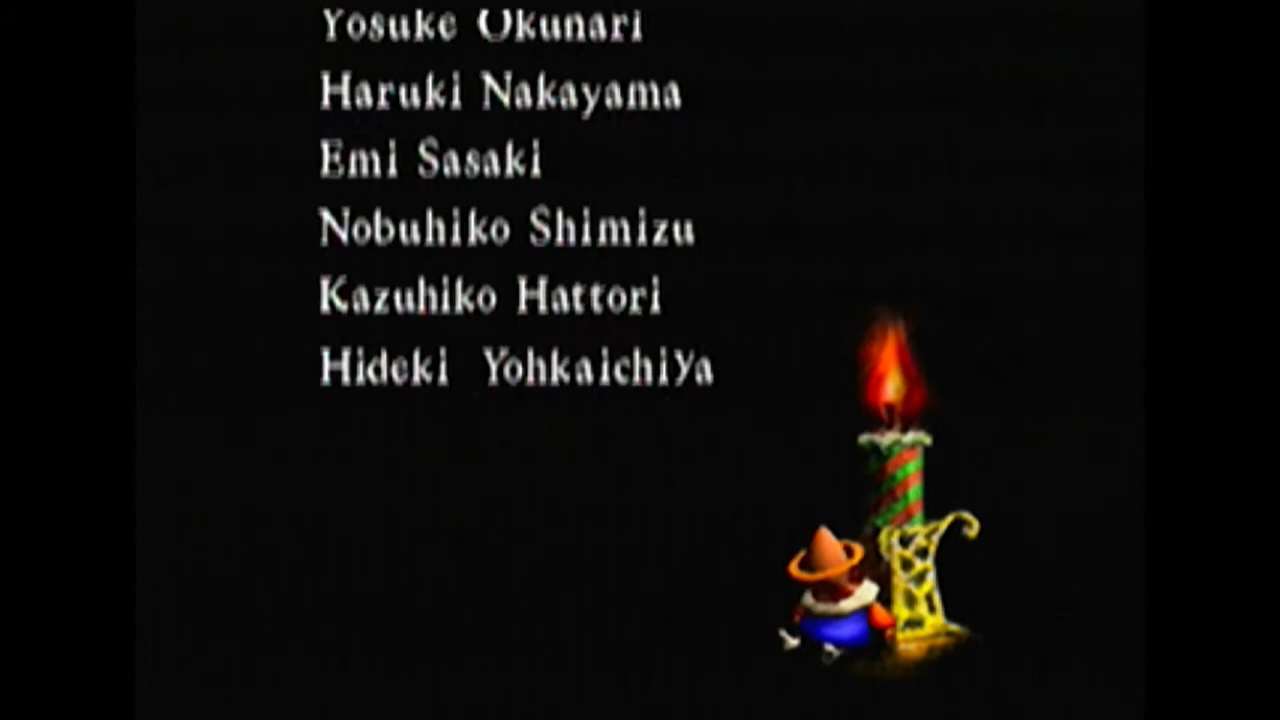 Yosuke Okunari
Haruki Nakayama
Emi Sasaki
Nobuhiko Shimizu
Kazuhiko Hattori
Hideki Yohkaichiya